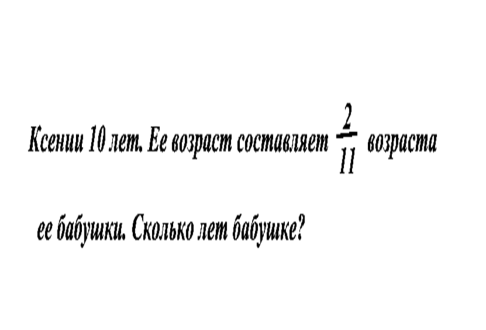 Ксении 10 лет. Ее возраст составляет 2/11 возраста
ее бабушки. Сколько лет бабушке?